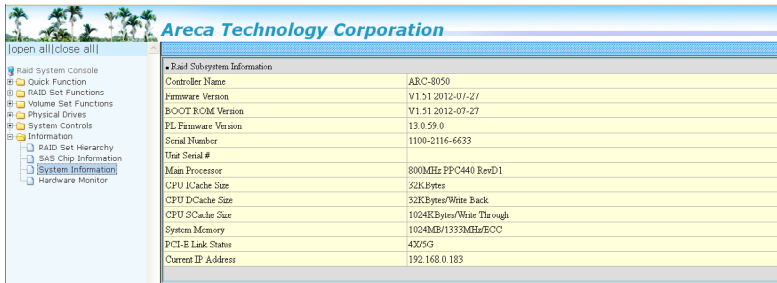 Areca Technology Corporation
|open all|close all|
Raid System Console
Quick Function
RAID Set Functions
Volume Set Functions
Physical Drives
System Controls
Information
RAID Set Hierarchy
SAS Chip Information
System Information
Hardware Monitor
Raid Subsystem Information
Controller Name ARC-8050
Firmware Version V1.51 2012-07-27
BOOT ROM Version V1.51 2012-07-27
PL Firmware Version 13.0.59.0
Serial Number 1100-2116-6633
Unit Serial #
Main Processor 800MHz PPC440 RevD1
CPU ICache Size 32KBytes
CPU DCache Size 32KBytes/Write Back
CPU SCache Size 1024KBytes/Write Through
System Memory 1024MB/1333MHz/ECC
PCI-E Link Status 4X/5G
Current IP Address 192.168.0.183